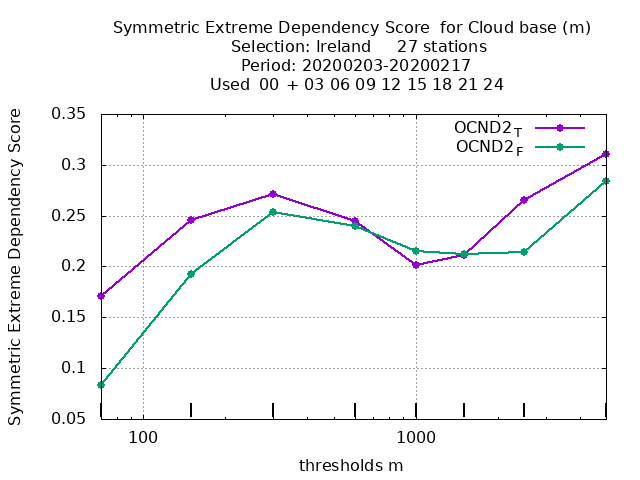 Symmetric Extreme Dependency Score  for Cloud base (m)
Selection: Ireland     27 stations
Period: 20200203-20200217
Used  00 + 03 06 09 12 15 18 21 24
Symmetric Extreme Dependency Score
0.35
0.3
0.25
0.2
0.15
0.1
0.05
OCND2T
OCND2F
100
1000
thresholds m